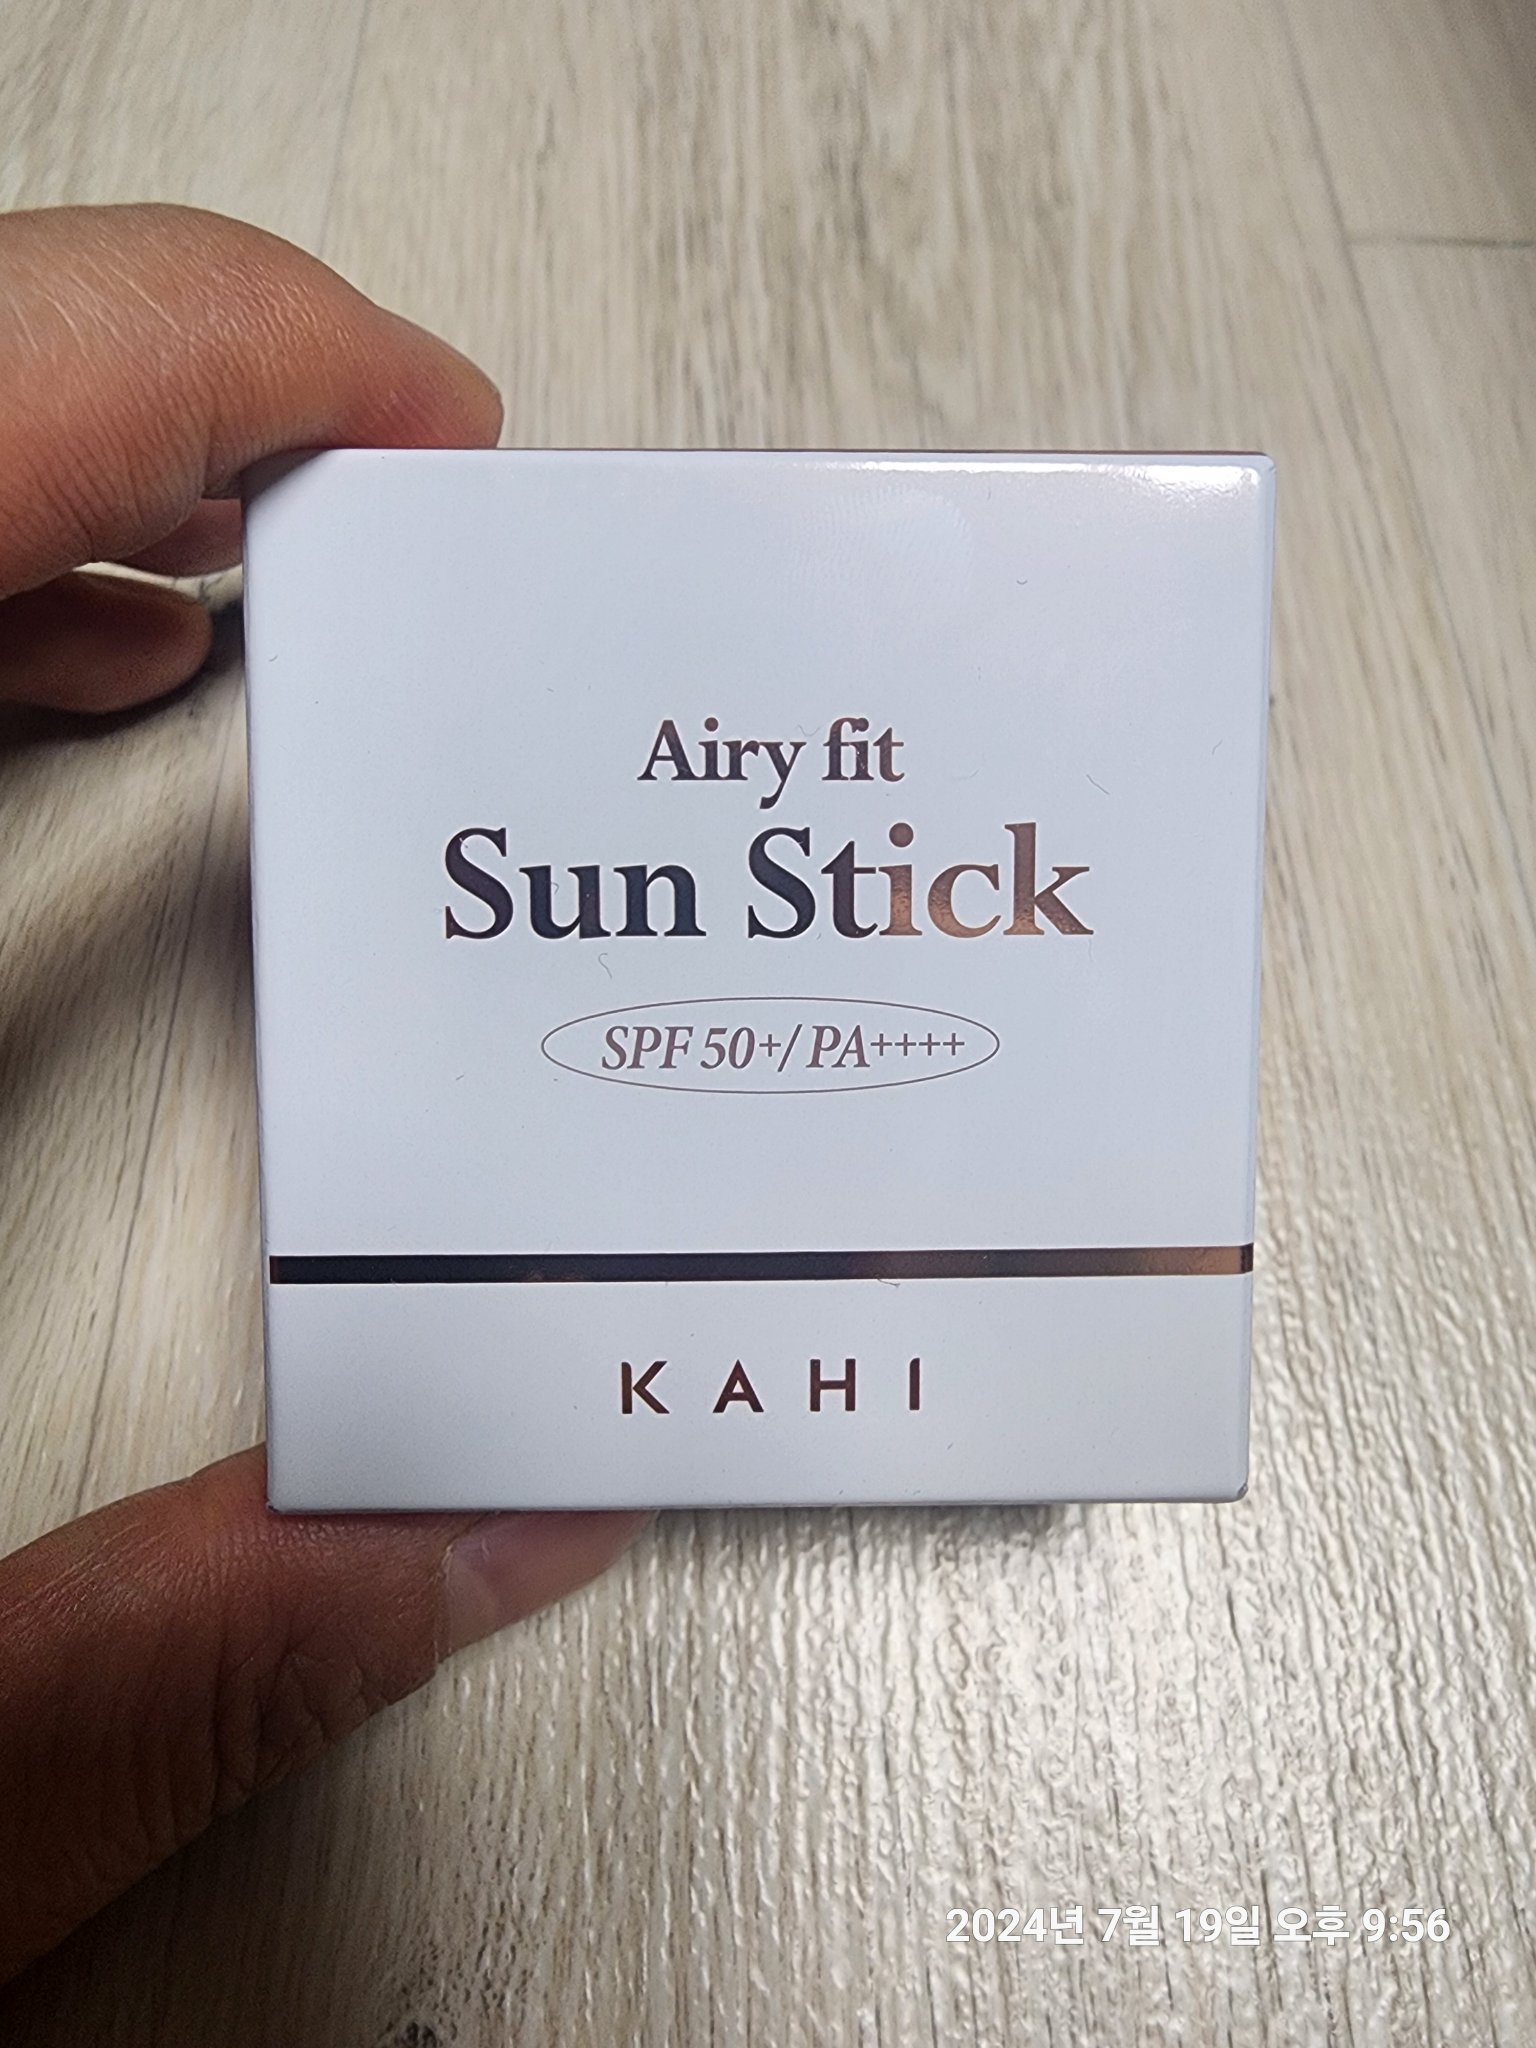 Airy fit
Sun Stick
SPF 50+/ PA++++
KAHI
2024년 7월 19일 오후 9:56